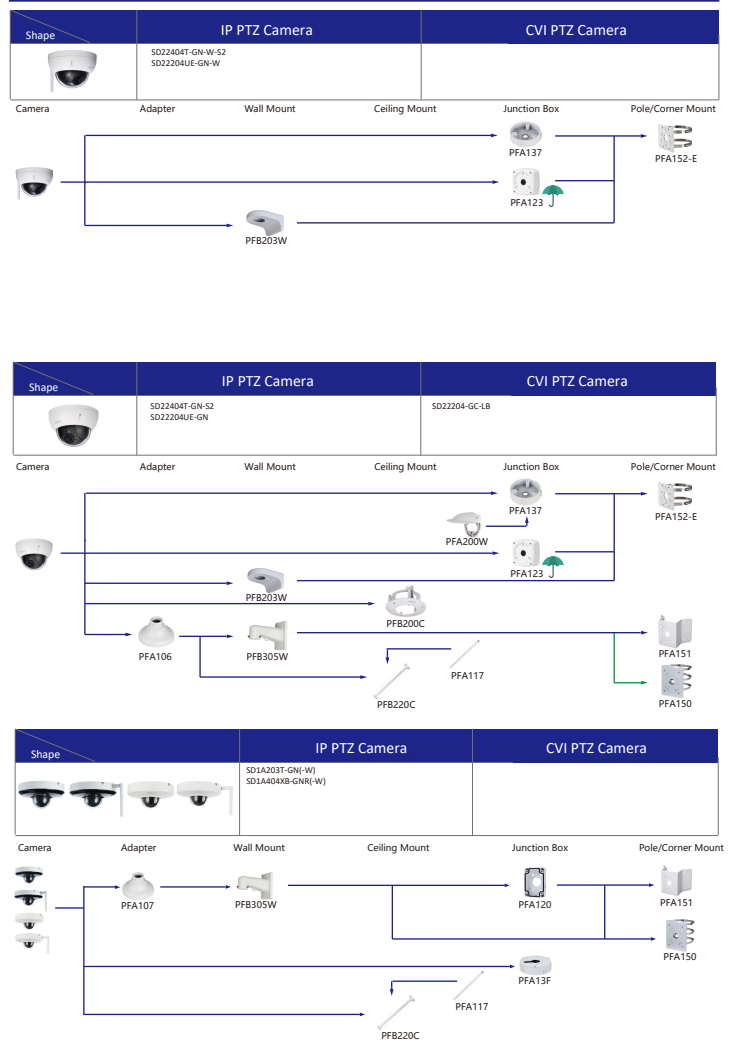 Shape IP PTZ Camera CVI PTZ Camera
SD22404T-GN-W-S2
SD22204UE-GN-W
Camera Adapter Wall Mount Ceiling Mount Junction Box Pole/Corner Mount
PFA137
PFA152-E
PFA123
PFB203W
Shape IP PTZ Camera CVI PTZ Camera
SD22404T-GN-S2 SD22204-GC-LB
SD22204UE-GN
Camera Adapter Wall Mount Ceiling Mount Junction Box Pole/Corner Mount
PFA137
PFA152-E
PFA200W
PFA123
PFB203W
PFB200C
PFA106 PFB305W PFA151
PFA117
PFB220C PFA150
Shape IP PTZ Camera CVI PTZ Camera
SD1A203T-GN(-W)
SD1A404XB-GNR(-W)
Camera Adapter Wall Mount Ceiling Mount Junction Box Pole/Corner Mount
PFA107 PFB305W PFA120 PFA151
PFA150
PFA13F
PFA117
PFB220C